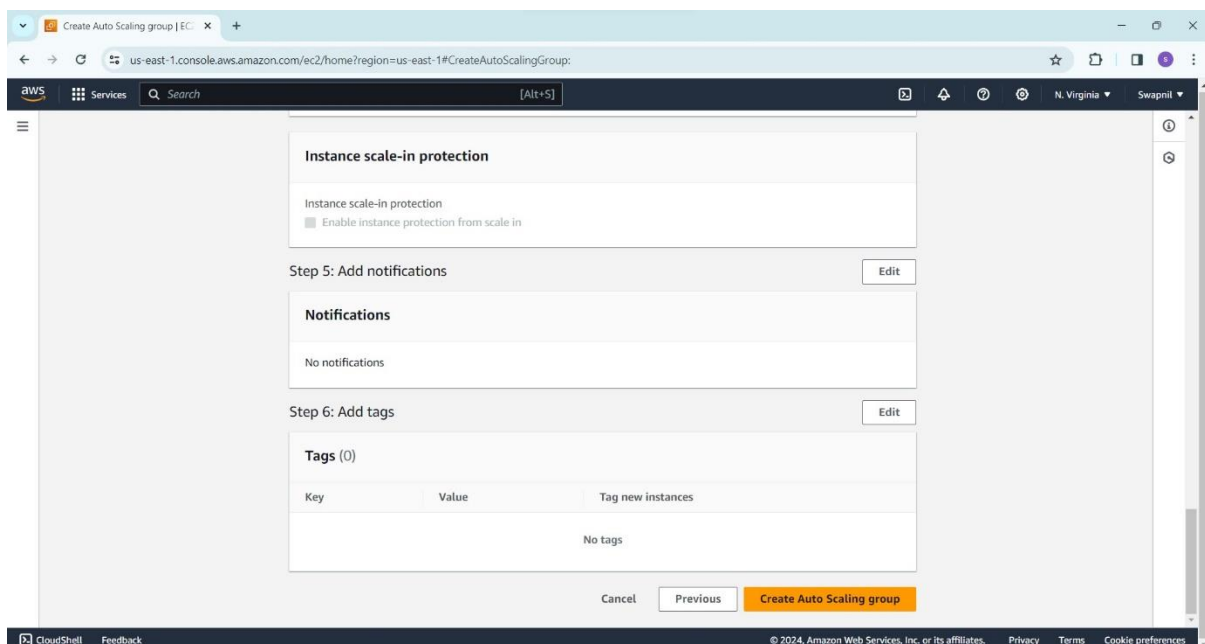 Create Auto Scaling group | EC
us-east-1.console.aws.amazon.com/ec2/home?region=us-east-1#CreateAutoScalingGroup:
aws Services Search [Alt+S] N. Virginia Swapnil
Instance scale-in protection
Instance scale-in protection
Enable instance protection from scale in
Step 5: Add notifications Edit
Notifications
No notifications
Step 6: Add tags Edit
Tags (0)
Key Value Tag new instances
No tags
Cancel Previous Create Auto Scaling group
CloudShell Feedback © 2024, Amazon Web Services, Inc. or its affiliates. Privacy Terms Cookie preferences